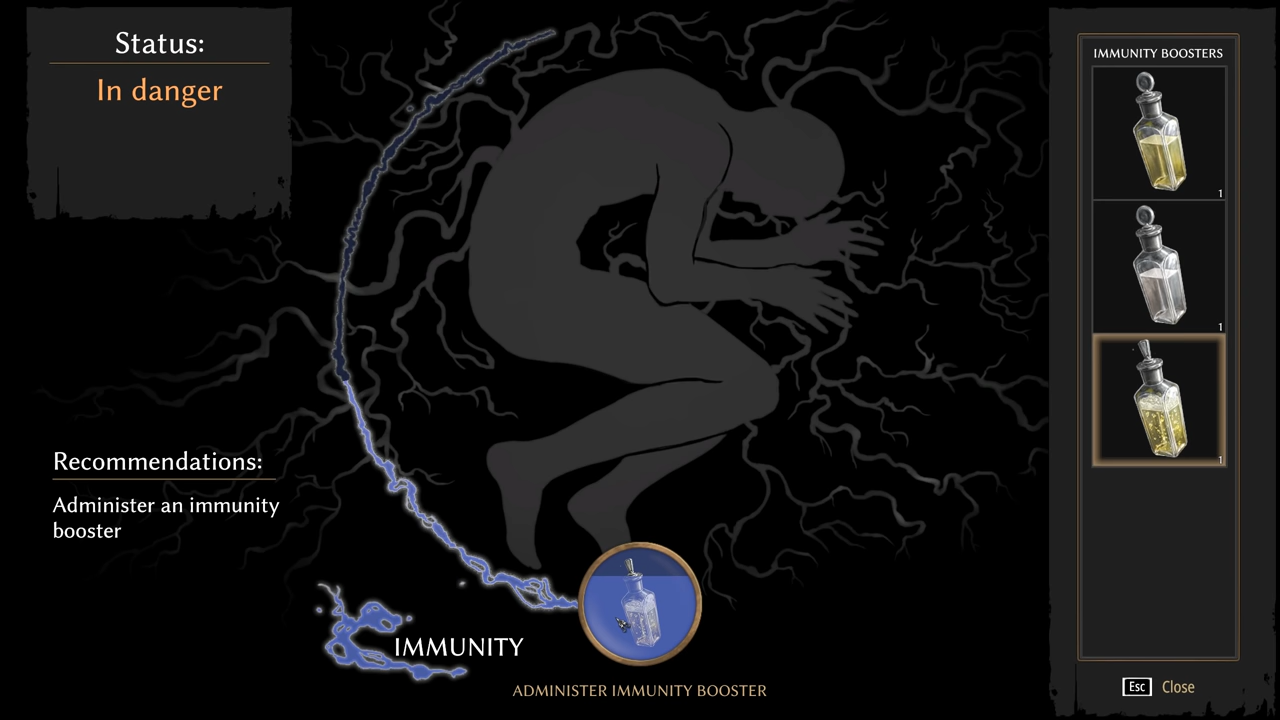 Status:
In danger
IMMUNITY BOOSTERS
1
1
1
Recommendations:
Administer an immunity
booster
IMMUNITY
ADMINISTER IMMUNITY BOOSTER
Esc Close